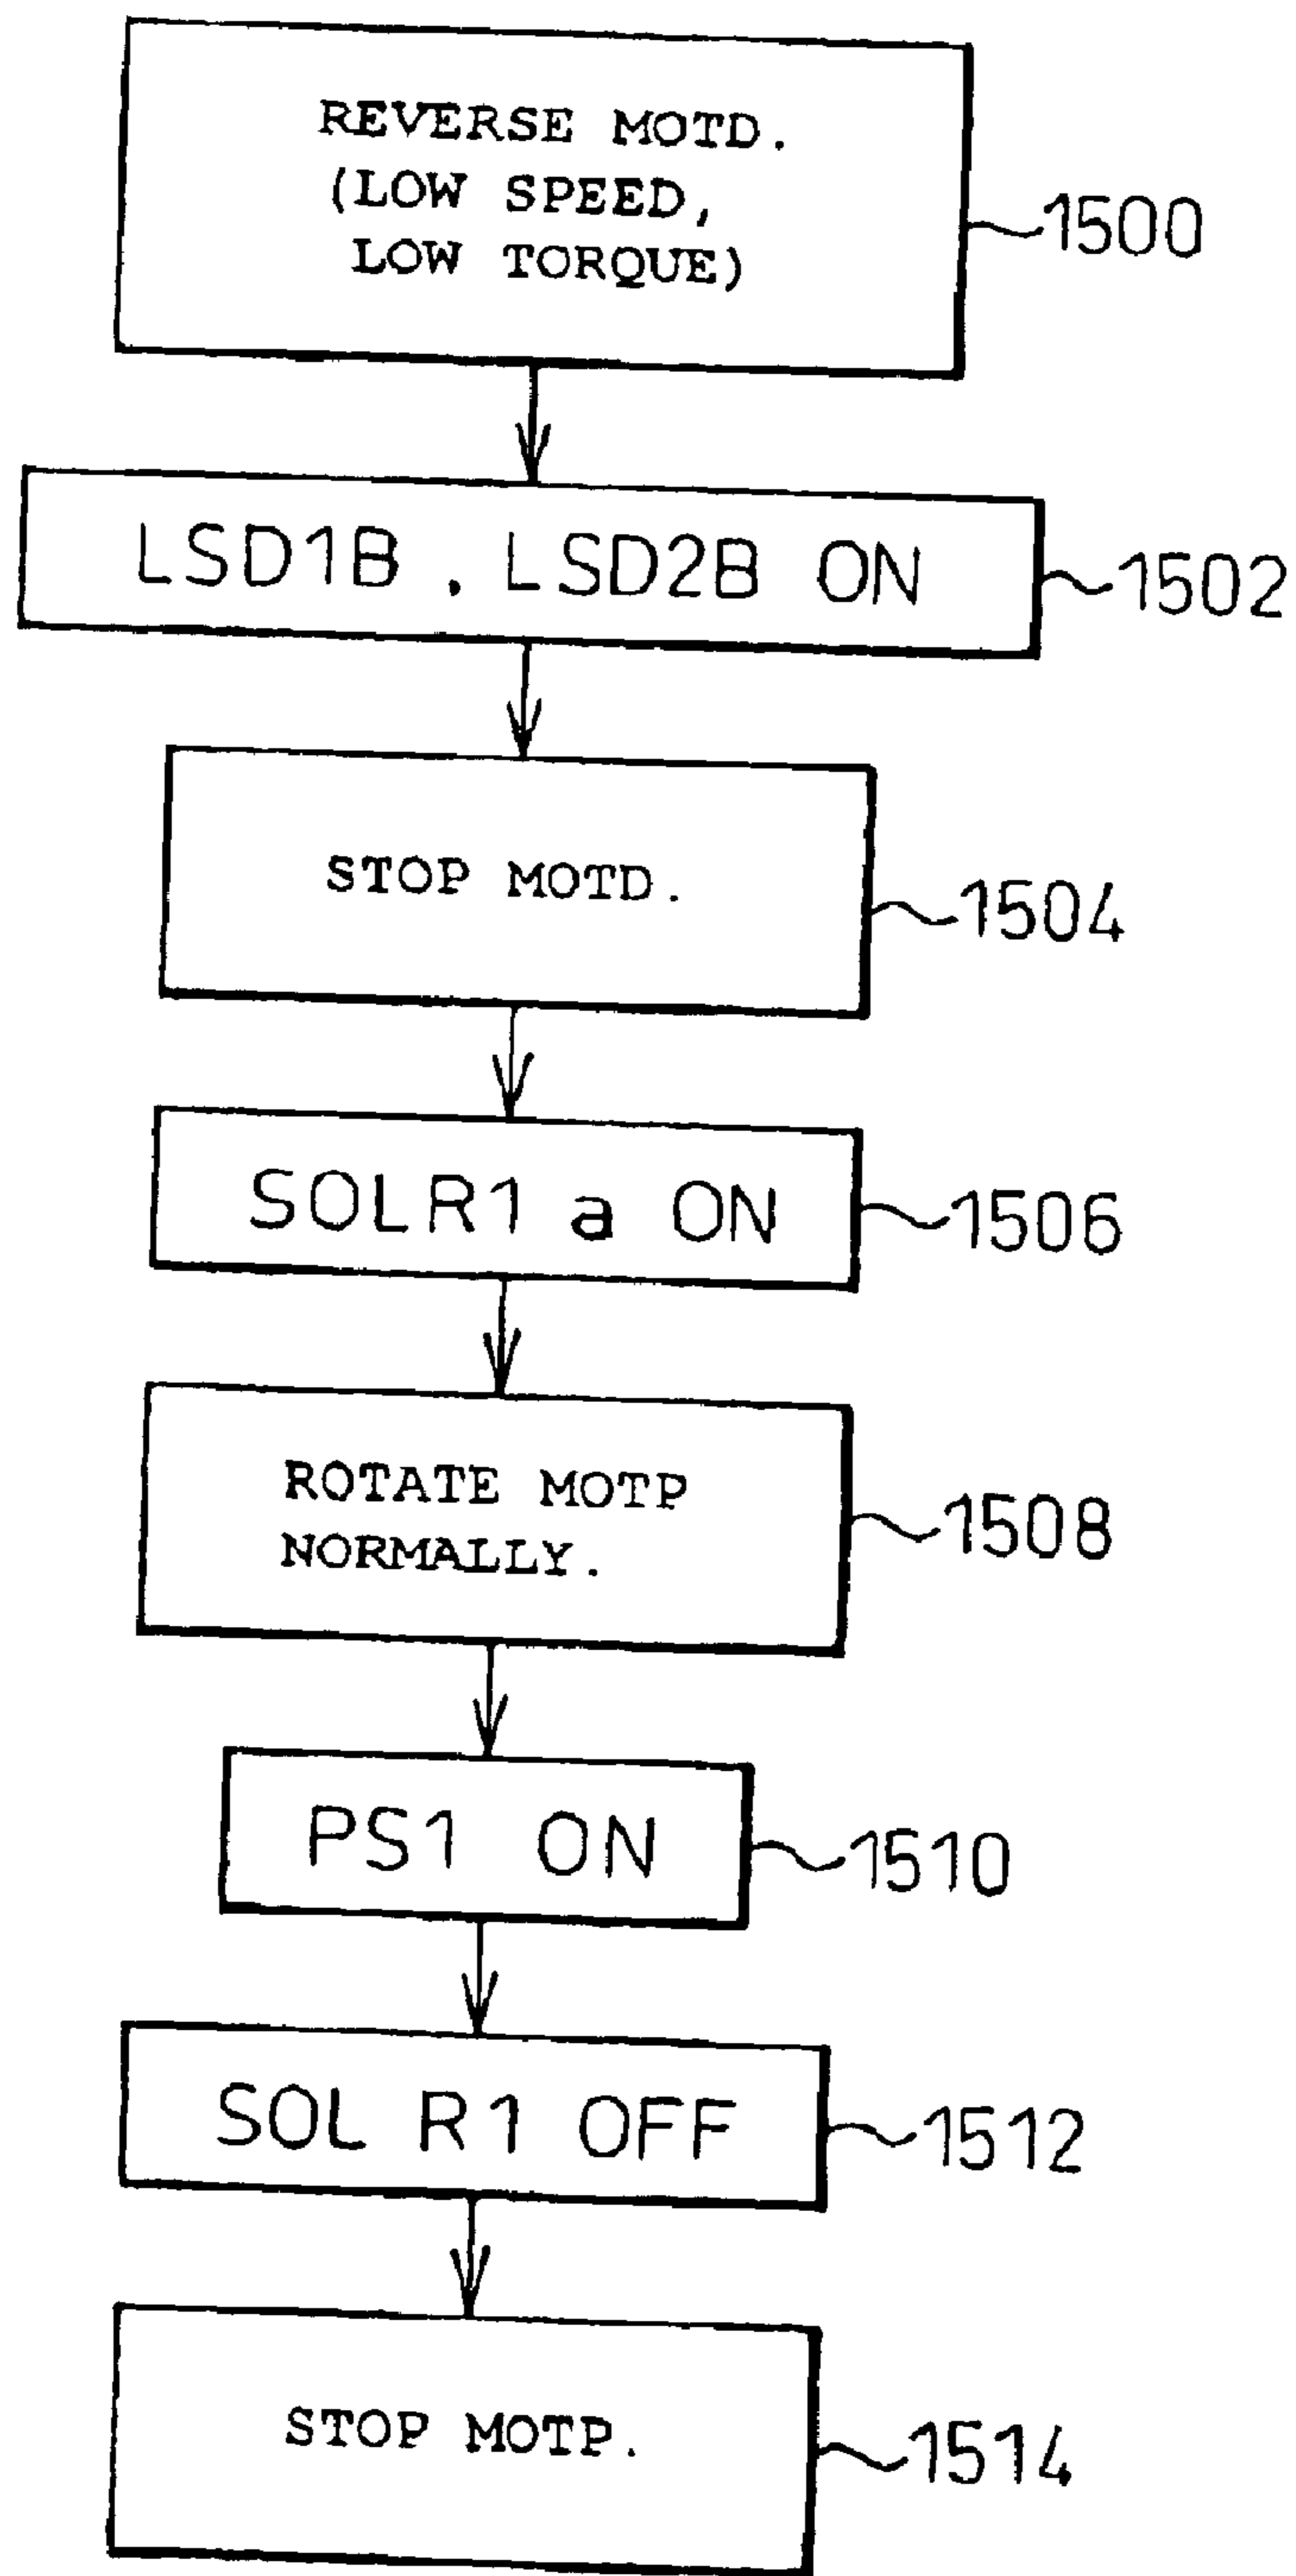 REVERSE MOTD.
(LOW SPEED,
LOW TORQUE)
1500
LSD1B, LSD2B ON
1502
STOP MOTD.
1504
SOLR1 a ON
1506
ROTATE MOTP
NORMALLY.
1508
PS1 ON
1510
SOL R1 OFF
1512
STOP MOTP.
1514